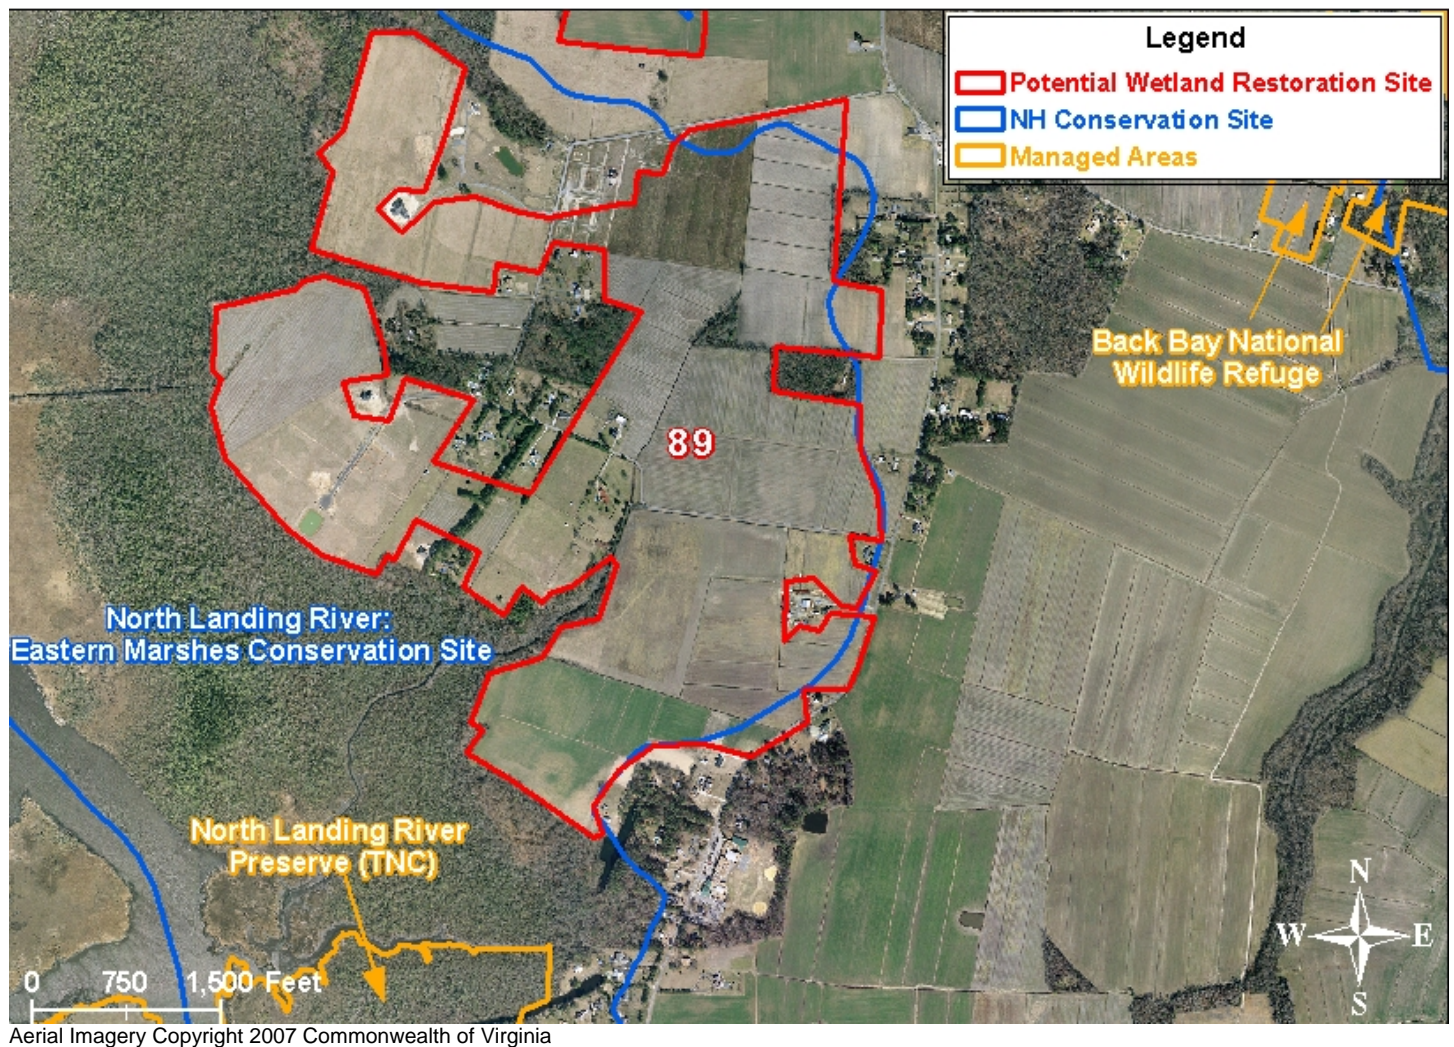 Legend
Potential Wetland Restoration Site
NH Conservation Site
Managed Areas
Back Bay National
Wildlife Refuge
89
North Landing River:
Eastern Marshes Conservation Site
North Landing River
Preserve (TNC)
N
W E
S
0 750 1,500 Feet
Aerial Imagery Copyright 2007 Commonwealth of Virginia